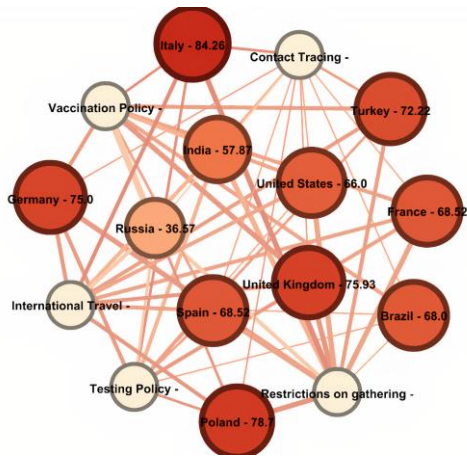 Italy - 84.26
Contact Tracing -
Vaccination Policy -
Turkey - 72.22
India - 57.87
United States - 66.0
Germany - 75.0
France - 68.52
Russia - 36.57
United Kingdom - 75.93
International Travel -
Spain - 68.52
Brazil - 68.0
Testing Policy -
Restrictions on gathering -
Poland - 78.7